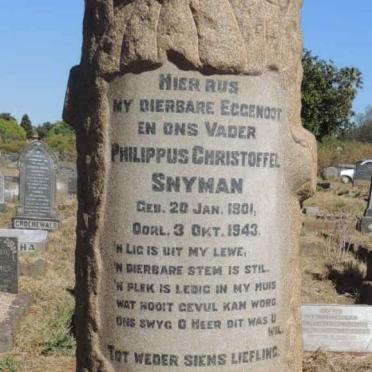 HIER RUS
MY DIERBARE EGGENOOT
EN ONS VADER
PHILIPPUS CHRISTOFFEL
SNYMAN
GEB. 20 JAN. 1901,
OORL. 3 OKT. 1943.
'N LIG IS UIT MY LEWE,
'N DIERBARE STEM IS STIL.
'N PLEK IS LEDIG IN MY HUIS
WAT NOOIT GEVUL KAN WORD.
ONS SWYG O HEER DIT WAS U
WIL.
TOT WEDER SIENS LIEFLING.
GROENEWALD